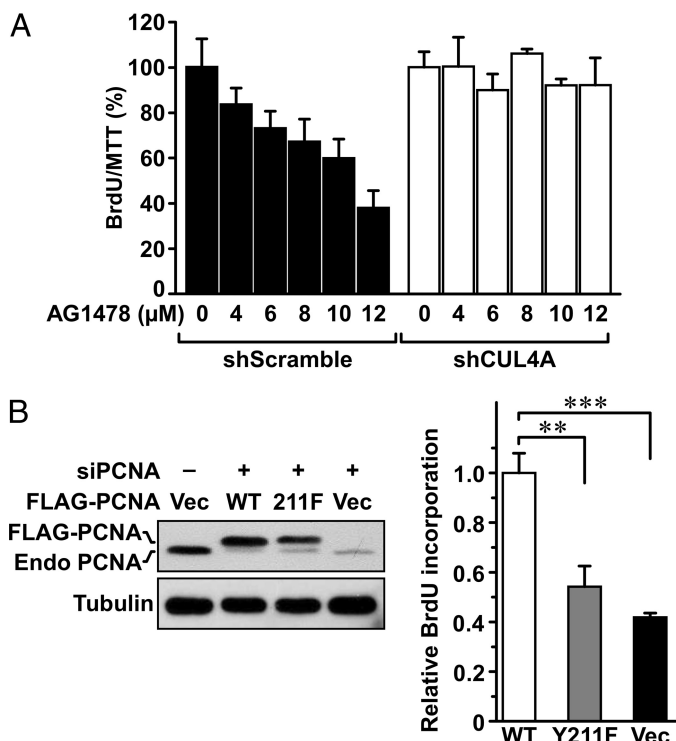 A
120
100
80
60
40
20
0
BrdU/MTT (%)
AG1478 (µM) 0 4 6 8 10 12 0 4 6 8 10 12
shScramble shCUL4A
B
siPCNA – + + +
FLAG-PCNA Vec WT 211F Vec
FLAG-PCNA
Endo PCNA
Tubulin
Relative BrdU incorporation
***
**
1.0
0.8
0.6
0.4
0.2
0
WT Y211F Vec